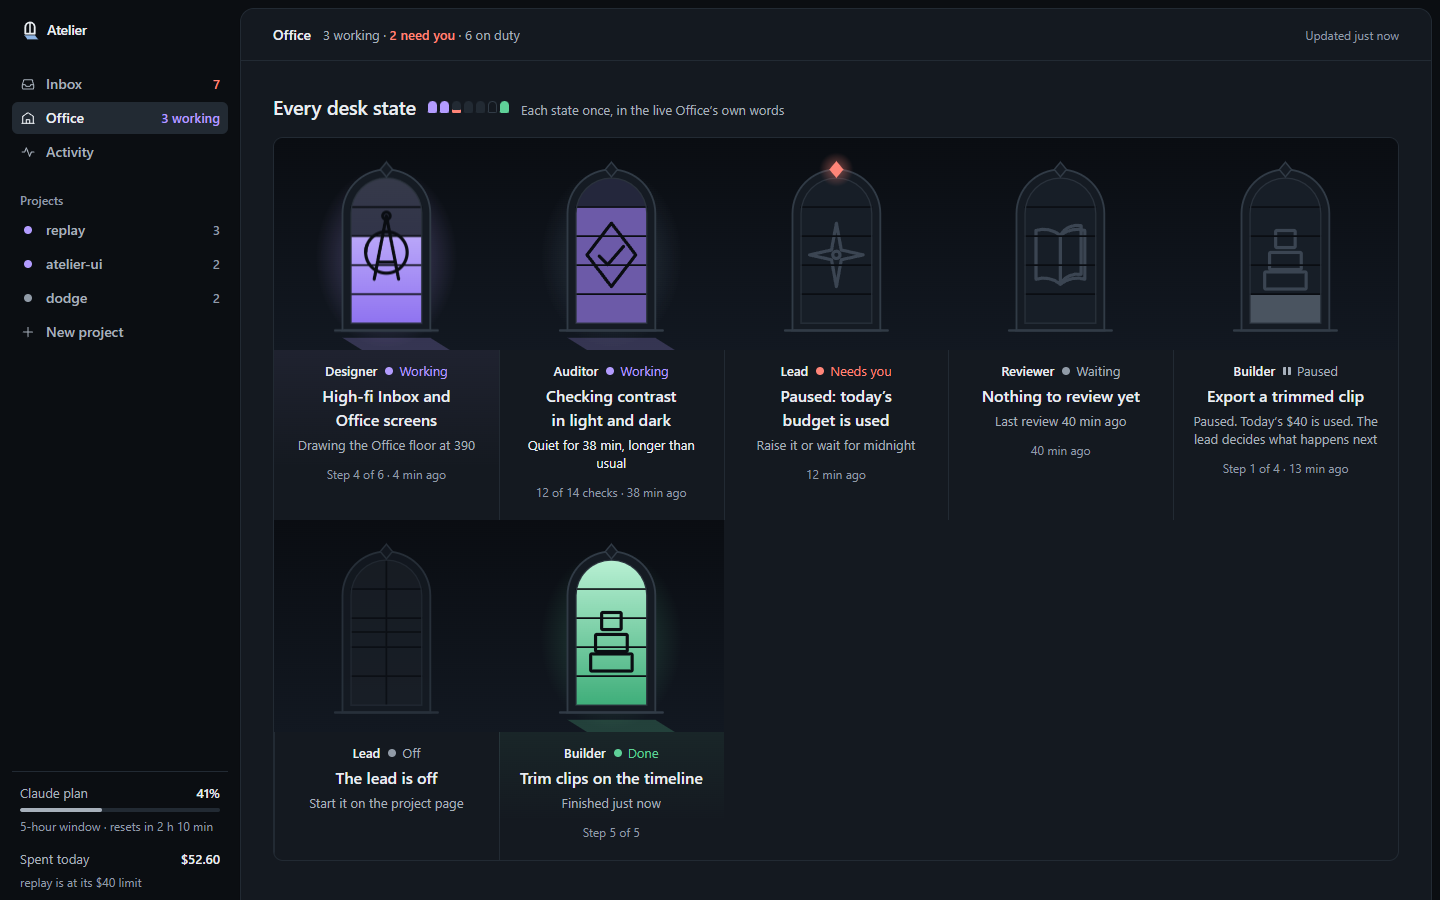 Atelier
Inbox 7
Office 3 working
Activity
Projects
replay 3
atelier-ui 2
dodge 2
New project
Claude plan 41%
5-hour window · resets in 2 h 10 min
Spent today $52.60
replay is at its $40 limit
Office 3 working · 2 need you · 6 on duty
Updated just now
Every desk state Each state once, in the live Office's own words
Designer Working
High-fi Inbox and
Office screens
Drawing the Office floor at 390
Step 4 of 6 · 4 min ago
Auditor Working
Checking contrast
in light and dark
Quiet for 38 min, longer than
usual
12 of 14 checks · 38 min ago
Lead Needs you
Paused: today's
budget is used
Raise it or wait for midnight
12 min ago
Reviewer Waiting
Nothing to review yet
Last review 40 min ago
40 min ago
Builder Paused
Export a trimmed clip
Paused. Today's $40 is used. The
lead decides what happens next
Step 1 of 4 · 13 min ago
Lead Off
The lead is off
Start it on the project page
Builder Done
Trim clips on the timeline
Finished just now
Step 5 of 5